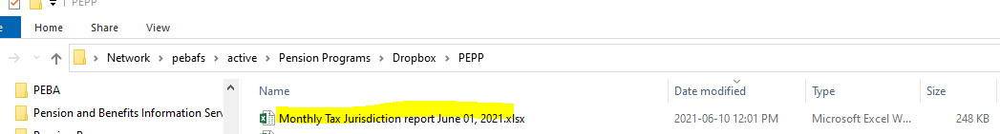 PEPP
Home Share View
Network > pebafs > active > Pension Programs > Dropbox > PEPP
PEBA
Pension and Benefits Information Serv
Name Date modified Type Size
Monthly Tax Jurisdiction report June 01, 2021.xlsx 2021-06-10 12:01 PM Microsoft Excel W... 248 KB